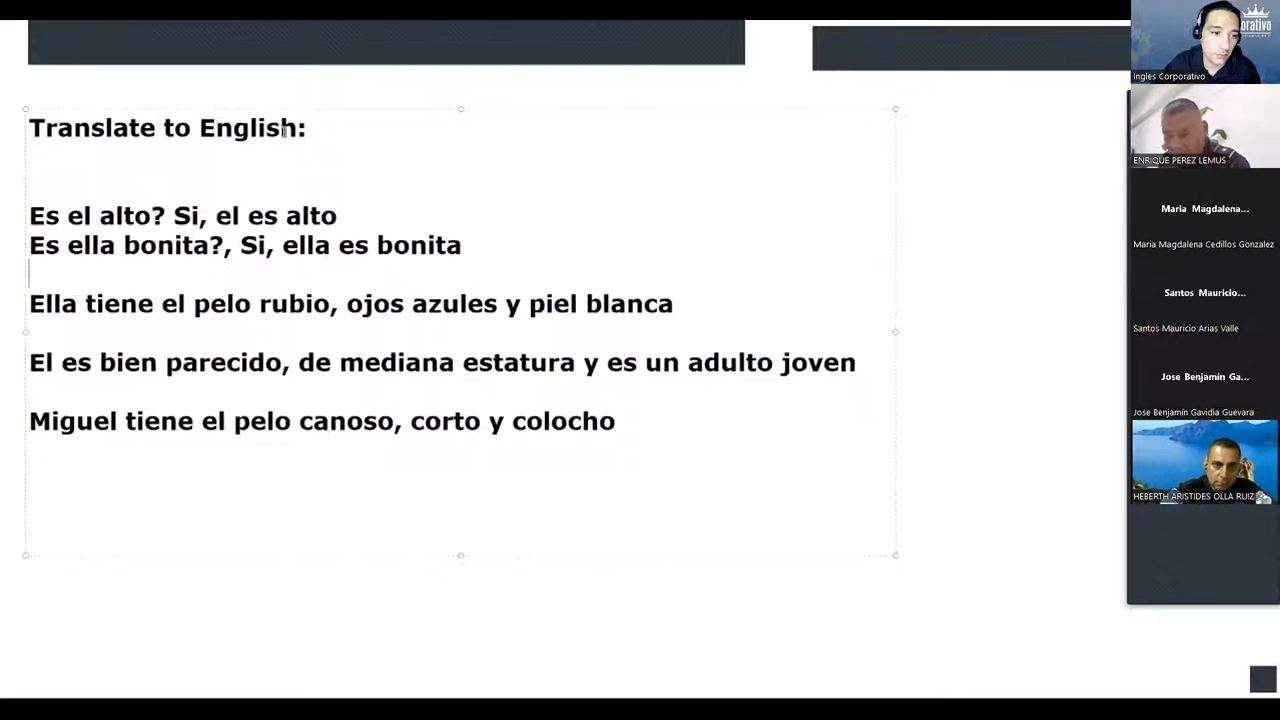 Translate to English:
Es el alto? Si, el es alto
Es ella bonita?, Si, ella es bonita
Ella tiene el pelo rubio, ojos azules y piel blanca
El es bien parecido, de mediana estatura y es un adulto joven
Miguel tiene el pelo canoso, corto y colocho
orativo
Ingles Corporativo
ENRIQUE PEREZ LEMUS
Maria Magdalena...
Maria Magdalena Cedillos Gonzalez
Santos Mauricio...
Santos Mauricio Arias Valle
Jose Benjamín Ga...
Jose Benjamín Gavidia Guevara
HEBERTH ARISTIDES OLLA RUIZ